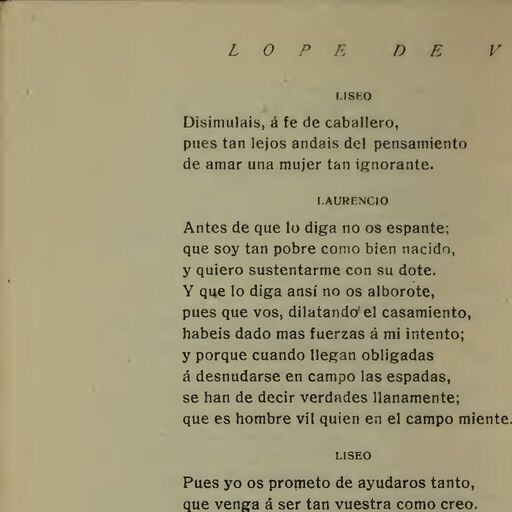 LOPE DE V
LISEO
Disimulais, á fe de caballero,
pues tan lejos andais del pensamiento
de amar una mujer tan ignorante.
LAURENCIO
Antes de que lo diga no os espante;
que soy tan pobre como bien nacido,
y quiero sustentarme con su dote.
Y que lo diga ansí no os alborote,
pues que vos, dilatando el casamiento,
habeis dado mas fuerzas á mi intento;
y porque cuando llegan obligadas
á desnudarse en campo las espadas,
se han de decir verdades llanamente;
que es hombre vil quien en el campo miente.
LISEO
Pues yo os prometo de ayudaros tanto,
que venga á ser tan vuestra como creo.